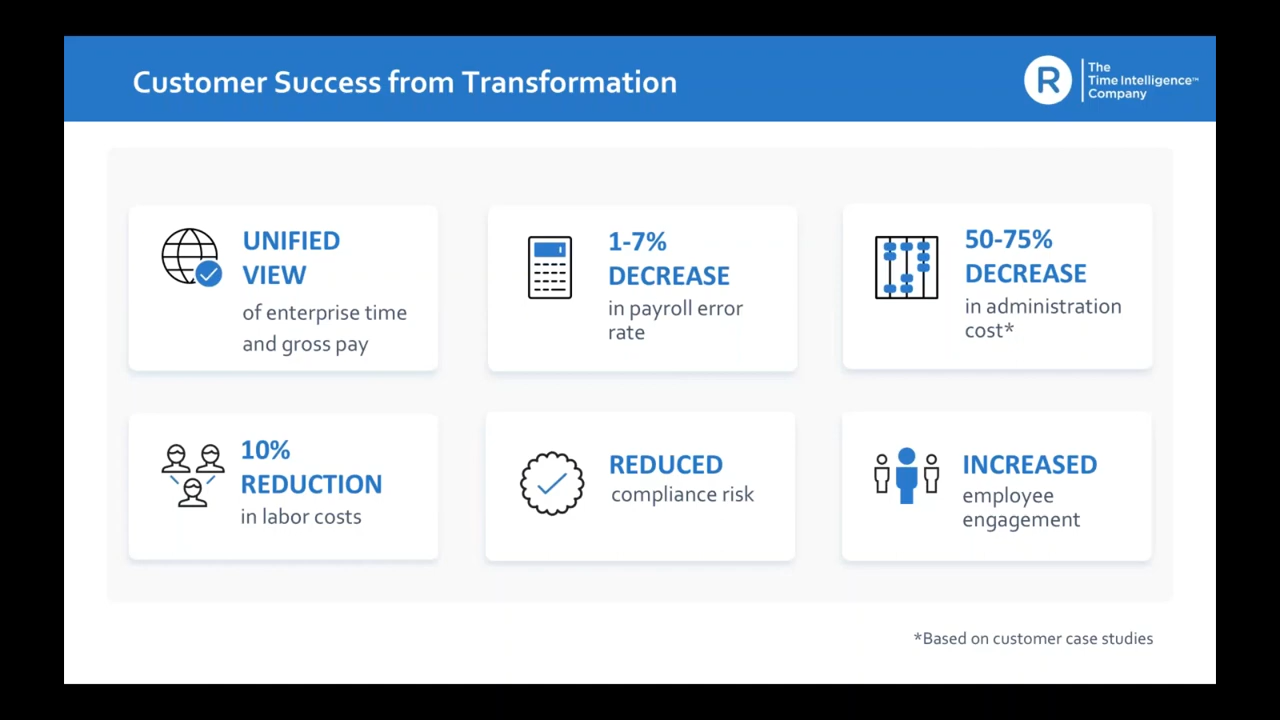 Customer Success from Transformation
R
The
Time Intelligence™
Company
UNIFIED
VIEW
of enterprise time
and gross pay
1-7%
DECREASE
in payroll error
rate
50-75%
DECREASE
in administration
cost*
10%
REDUCTION
in labor costs
REDUCED
compliance risk
INCREASED
employee
engagement
*Based on customer case studies